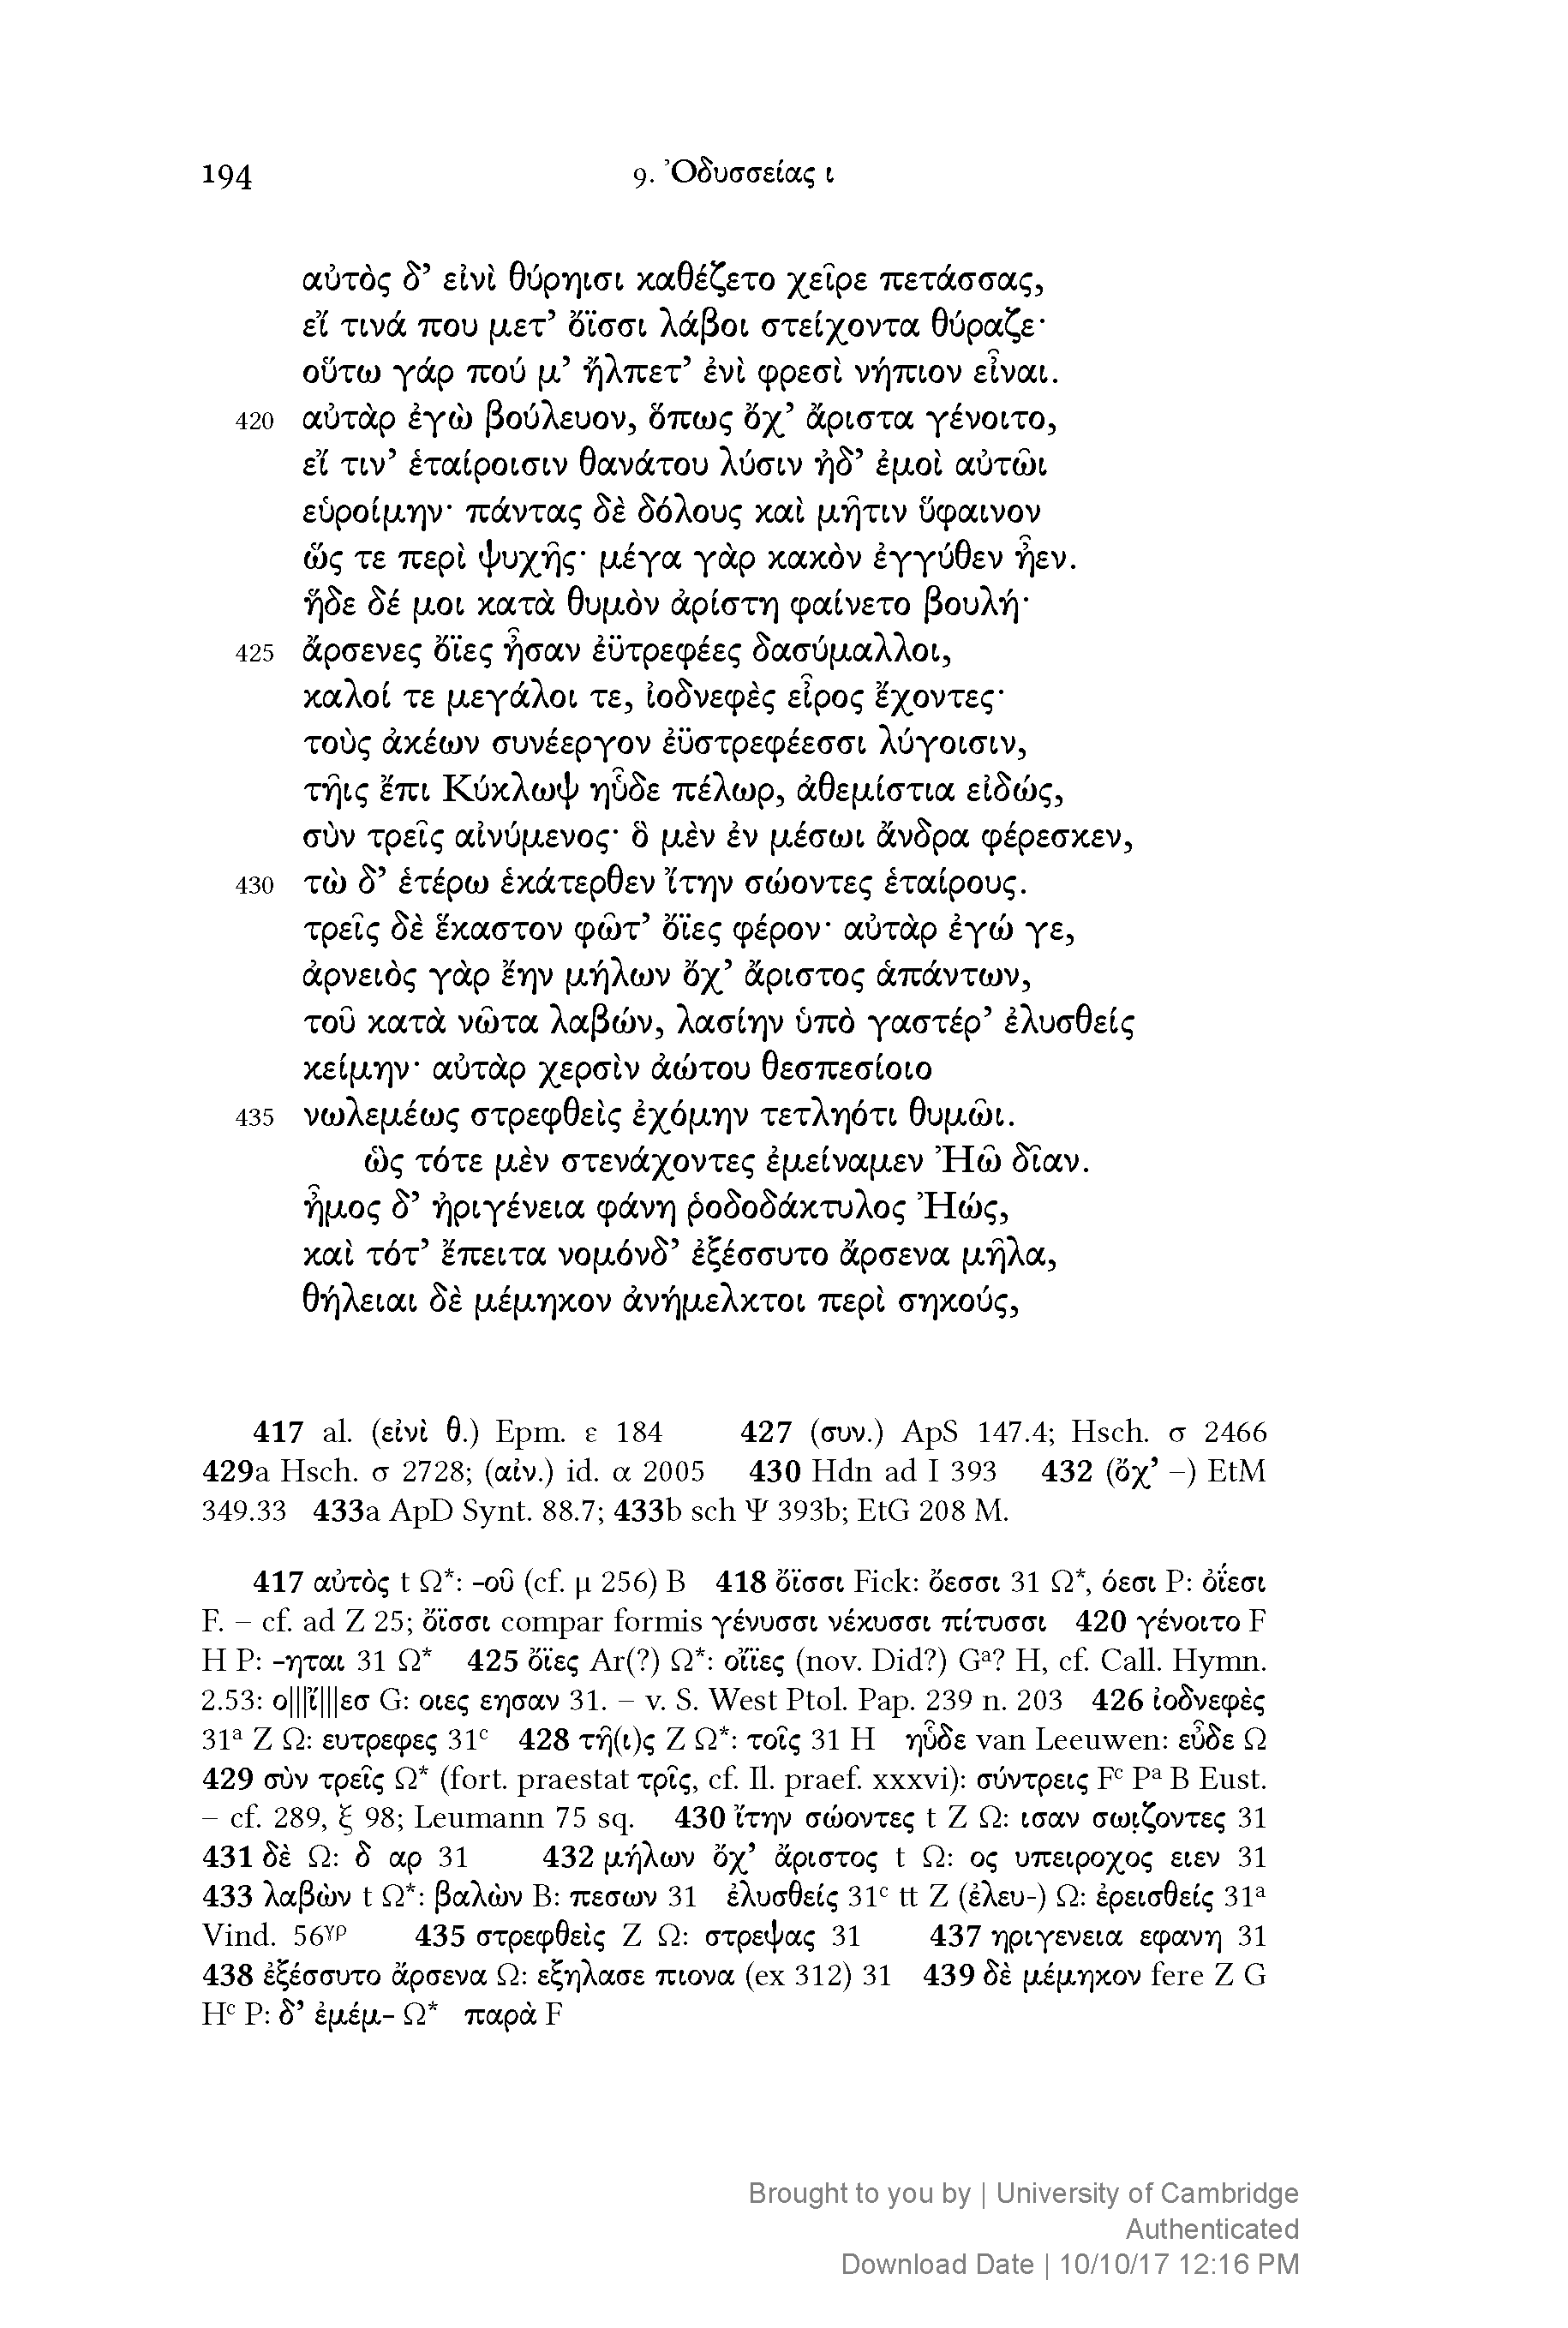 194 9. Ὀδυσσείας ι
αὐτὸς δ’ εἰνὶ θύρηισι καθέζετο χεῖρε πετάσσας,
εἴ τινά που μετ’ ὄϊσσι λάβοι στείχοντα θύραζε·
οὕτω γάρ πού μ’ ἤλπετ’ ἐνὶ φρεσὶ νήπιον εἶναι.
420 αὐτὰρ ἐγὼ βούλευον, ὅπως ὄχ’ ἄριστα γένοιτο,
εἴ τιν’ ἑταίροισιν θανάτου λύσιν ἠδ’ ἐμοὶ αὐτῶι
εὑροίμην· πάντας δὲ δόλους καὶ μῆτιν ὕφαινον
ὥς τε περὶ ψυχῆς· μέγα γὰρ κακὸν ἐγγύθεν ἦεν.
ἥδε δέ μοι κατὰ θυμὸν ἀρίστη φαίνετο βουλή·
425 ἄρσενες ὄϊες ἦσαν ἐϋτρεφέες δασύμαλλοι,
καλοί τε μεγάλοι τε, ἰοδνεφὲς εἶρος ἔχοντες·
τοὺς ἀκέων συνέεργον ἐϋστρεφέεσσι λύγοισιν,
τῆις ἔπι Κύκλωψ ηὗδε πέλωρ, ἀθεμίστια εἰδώς,
σὺν τρεῖς αἰνύμενος· ὃ μὲν ἐν μέσωι ἄνδρα φέρεσκεν,
430 τὼ δ’ ἑτέρω ἑκάτερθεν ἴτην σώοντες ἑταίρους.
τρεῖς δὲ ἕκαστον φῶτ’ ὄϊες φέρον· αὐτὰρ ἐγώ γε,
ἀρνειὸς γὰρ ἔην μήλων ὄχ’ ἄριστος ἁπάντων,
τοῦ κατὰ νῶτα λαβών, λασίην ὑπὸ γαστέρ’ ἐλυσθείς
κείμην· αὐτὰρ χερσὶν ἀώτου θεσπεσίοιο
435 νωλεμέως στρεφθεὶς ἐχόμην τετληότι θυμῶι.
ὣς τότε μὲν στενάχοντες ἐμείναμεν Ἠῶ δῖαν.
ἦμος δ’ ἠριγένεια φάνη ῥοδοδάκτυλος Ἠώς,
καὶ τότ’ ἔπειτα νομόνδ’ ἐξέσσυτο ἄρσενα μῆλα,
θήλειαι δὲ μέμηκον ἀνήμελκτοι περὶ σηκούς,
417 al. (εἰνὶ θ.) Epm. ε 184 427 (συν.) ApS 147.4; Hsch. σ 2466
429a Hsch. σ 2728; (αἰν.) id. α 2005 430 Hdn ad I 393 432 (ὄχ’ –) EtM
349.33 433a ApD Synt. 88.7; 433b sch Ψ 393b; EtG 208 M.
417 αὐτὸς t Ω*: -οῦ (cf. μ 256) B 418 ὄϊσσι Fick: ὄεσσι 31 Ω*, όεσι P: ὀΐεσι
F. – cf. ad Z 25; ὄϊσσι compar formis γένυσσι νέκυσσι πίτυσσι 420 γένοιτο F
H P: -ηται 31 Ω* 425 ὄϊες Ar(?) Ω*: οἴϊες (nov. Did?) Gª? H, cf. Call. Hymn.
2.53: ο|||ΐ|||εσ G: οιες εησαν 31. – v. S. West Ptol. Pap. 239 n. 203 426 ἰοδνεφὲς
31ª Z Ω: ευτρεφες 31ᶜ 428 τῆ(ι)ς Z Ω*: τοῖς 31 H ηὗδε van Leeuwen: εὗδε Ω
429 σὺν τρεῖς Ω* (fort. praestat τρῖς, cf. Il. praef. xxxvi): σύντρεις Fᶜ Pª B Eust.
– cf. 289, ξ 98; Leumann 75 sq. 430 ἴτην σώοντες t Z Ω: ισαν σωι̣ζοντες 31
431 δὲ Ω: δ αρ 31 432 μήλων ὄχ’ ἄριστος t Ω: ος υπειροχος ειεν 31
433 λαβὼν t Ω*: βαλὼν B: πεσων 31 ἐλυσθείς 31ᶜ tt Z (ἐλευ-) Ω: ἐρεισθείς 31ª
Vind. 56ᵞᵖ 435 στρεφθεὶς Z Ω: στρεψας 31 437 ηριγενεια εφανη 31
438 ἐξέσσυτο ἄρσενα Ω: εξηλασε πιονα (ex 312) 31 439 δὲ μέμηκον fere Z G
Hᶜ P: δ’ ἐμέμ- Ω* παρὰ F
Brought to you by | University of Cambridge
Authenticated
Download Date | 10/10/17 12:16 PM